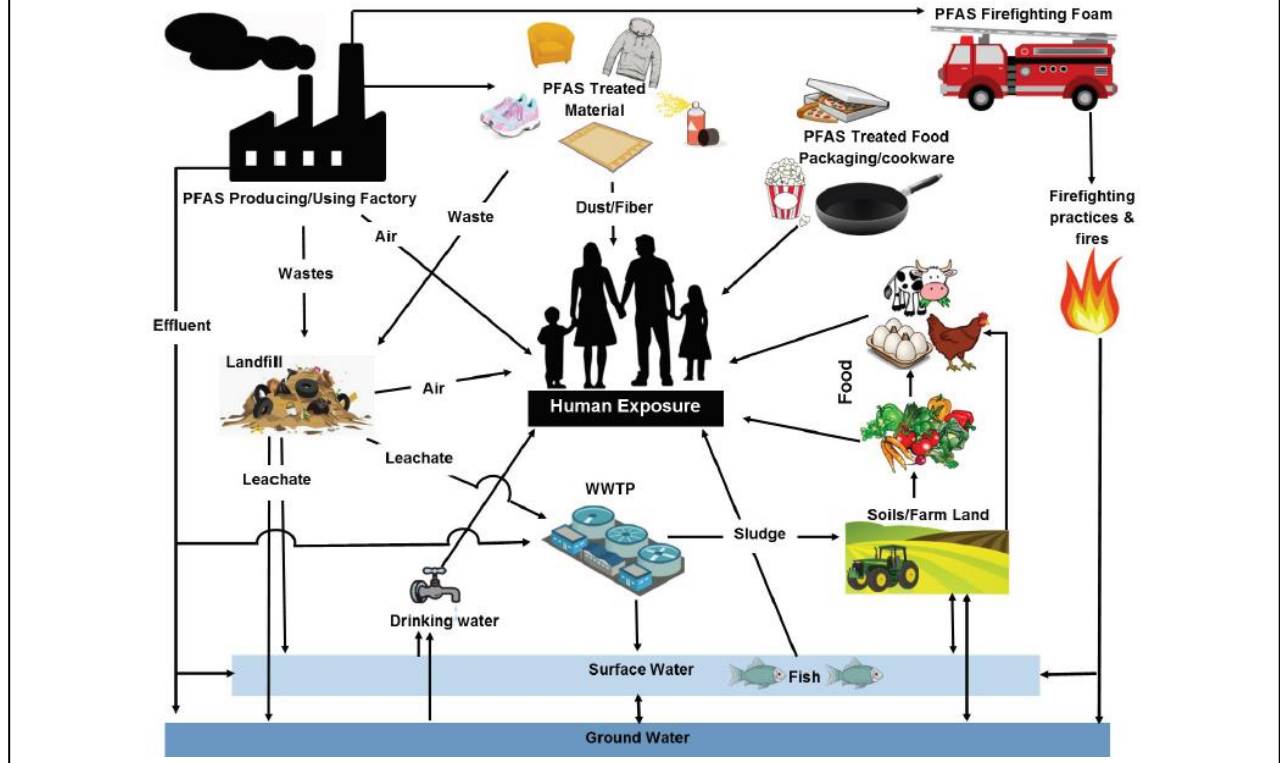 PFAS Firefighting Foam
PFAS Treated
Material
PFAS Treated Food
Packaging/cookware
PFAS Producing/Using Factory
Firefighting
practices &
fires
Waste
Dust/Fiber
Air
Wastes
Effluent
Landfill
Air
Human Exposure
Food
Leachate
Leachate
WWTP
Sludge
Soils/Farm Land
Drinking water
Surface Water
Fish
Ground Water